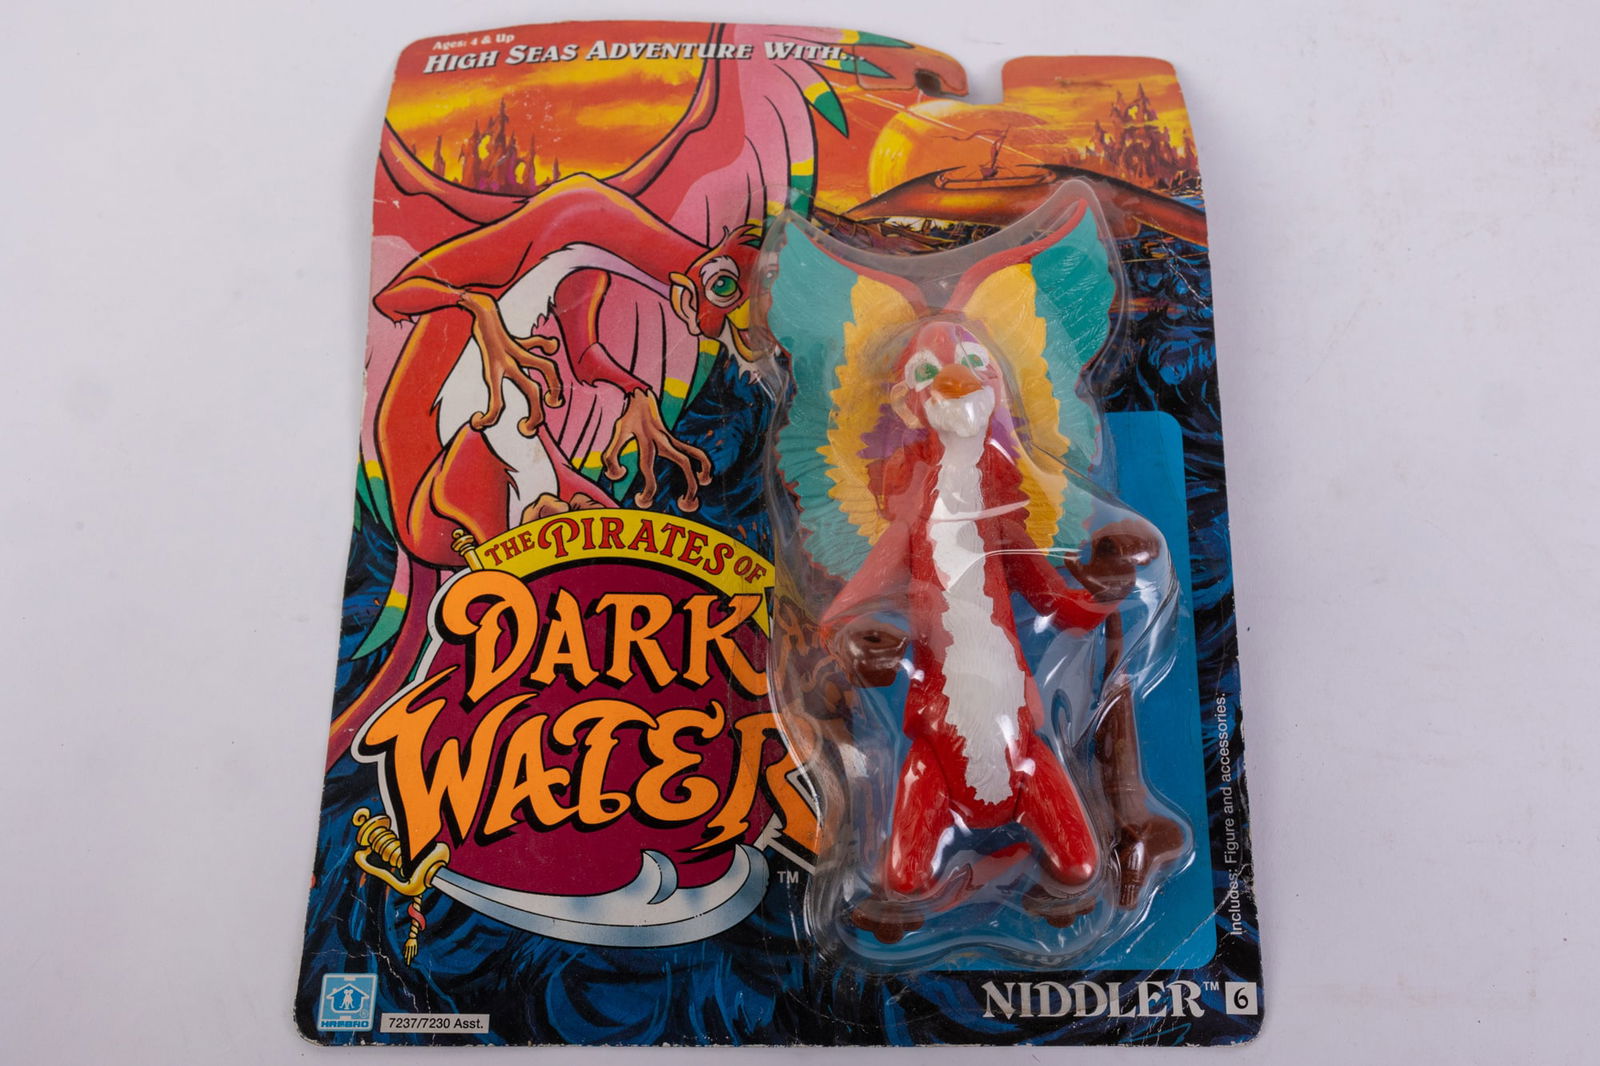 Ages: 4 & Up
HIGH SEAS ADVENTURE WITH...
THE PIRATES OF
DARK
WATER
TM
Includes: Figure and accessories.
NIDDLER™ 6
HASBRO
7237/7230 Asst.